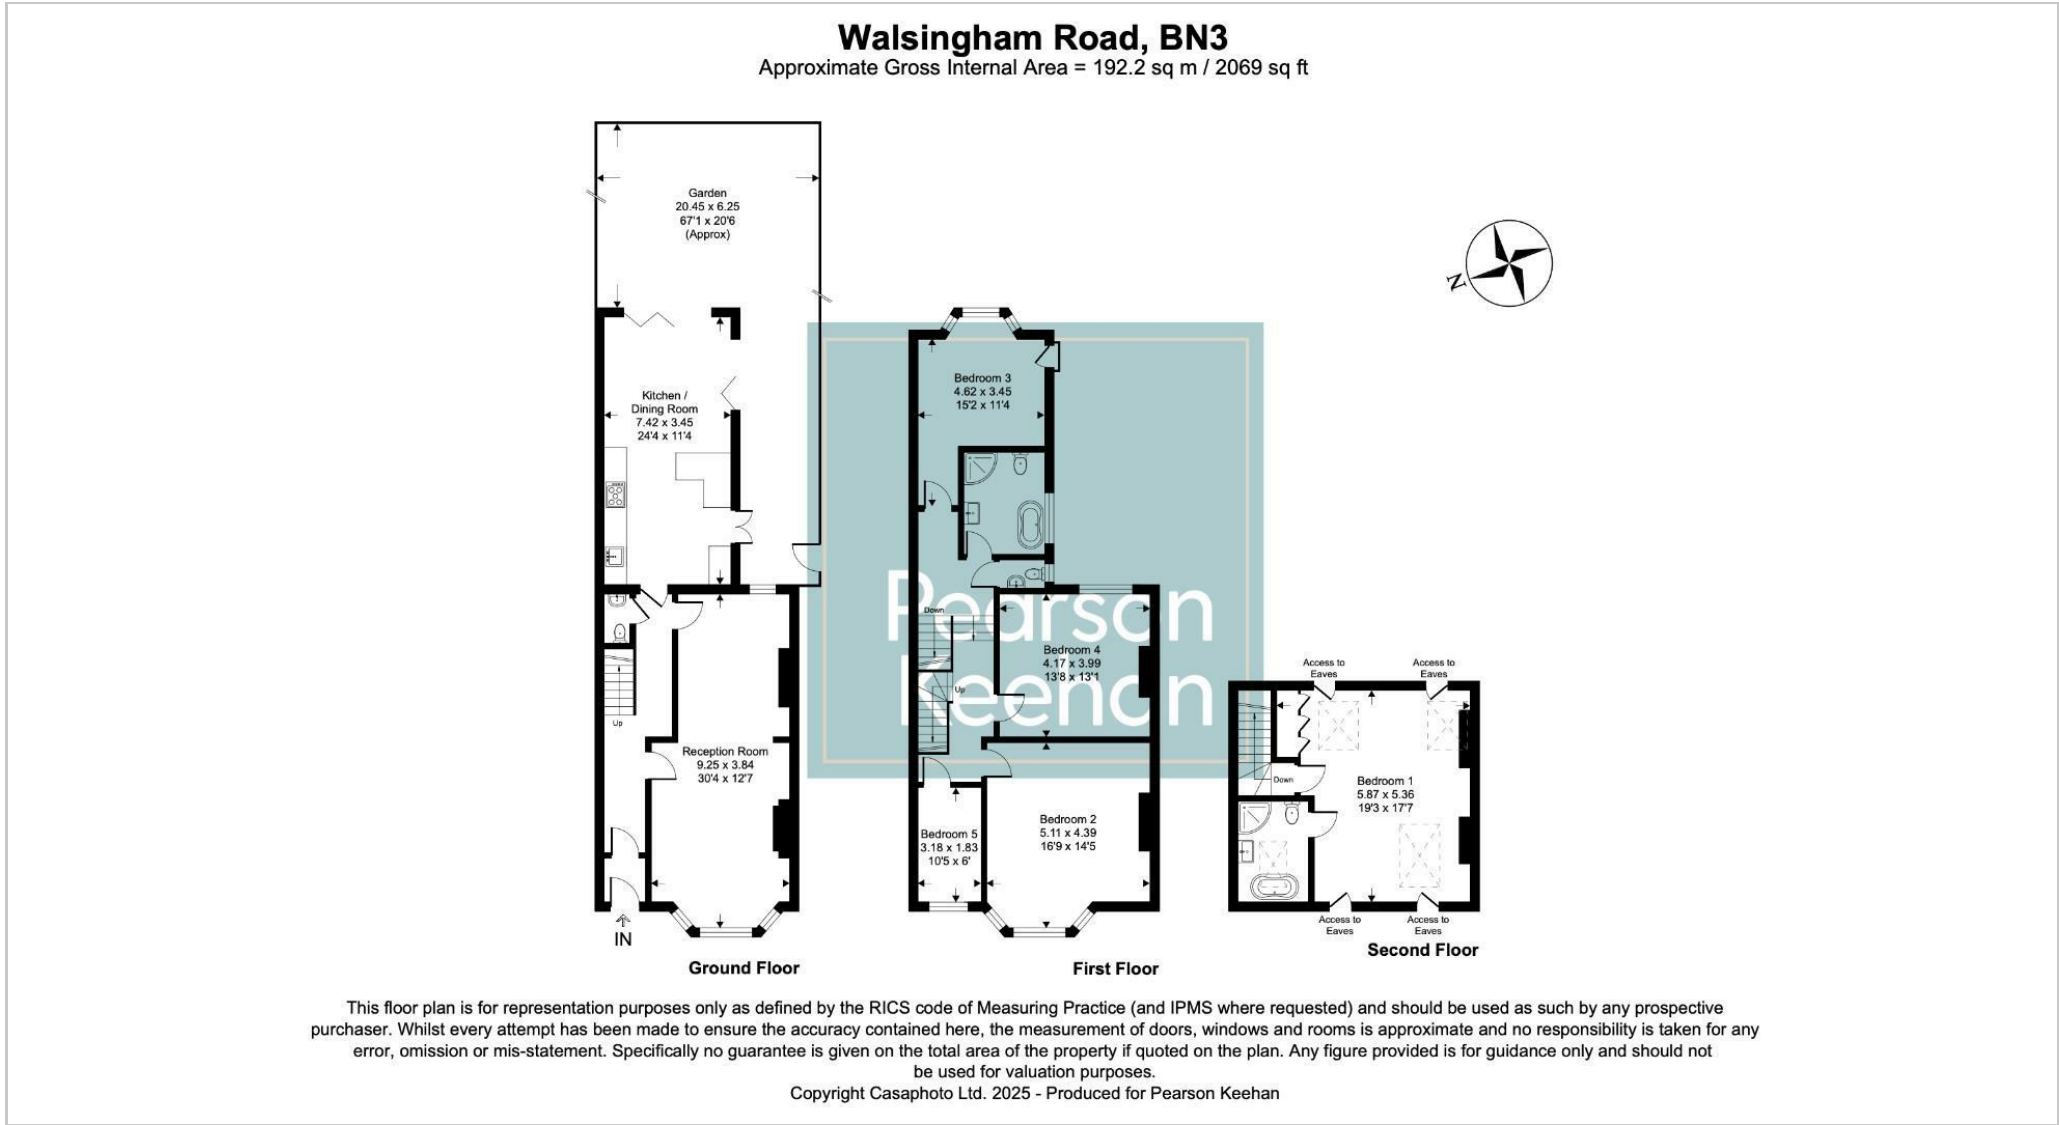 Walsingham Road, BN3
Approximate Gross Internal Area = 192.2 sq m / 2069 sq ft
Garden
20.45 x 6.25
67'1 x 20'6
(Approx)
N
Kitchen /
Dining Room
7.42 x 3.45
24'4 x 11'4
Up
Reception Room
9.25 x 3.84
30'4 x 12'7
IN
Ground Floor
Bedroom 3
4.62 x 3.45
15'2 x 11'4
Pearson
Keehan
Down
Up
Bedroom 4
4.17 x 3.99
13'8 x 13'1
Bedroom 5
3.18 x 1.83
10'5 x 6'
Bedroom 2
5.11 x 4.39
16'9 x 14'5
First Floor
Access to
Eaves
Access to
Eaves
Down
Bedroom 1
5.87 x 5.36
19'3 x 17'7
Access to
Eaves
Access to
Eaves
Second Floor
This floor plan is for representation purposes only as defined by the RICS code of Measuring Practice (and IPMS where requested) and should be used as such by any prospective
purchaser. Whilst every attempt has been made to ensure the accuracy contained here, the measurement of doors, windows and rooms is approximate and no responsibility is taken for any
error, omission or mis-statement. Specifically no guarantee is given on the total area of the property if quoted on the plan. Any figure provided is for guidance only and should not
be used for valuation purposes.
Copyright Casaphoto Ltd. 2025 - Produced for Pearson Keehan